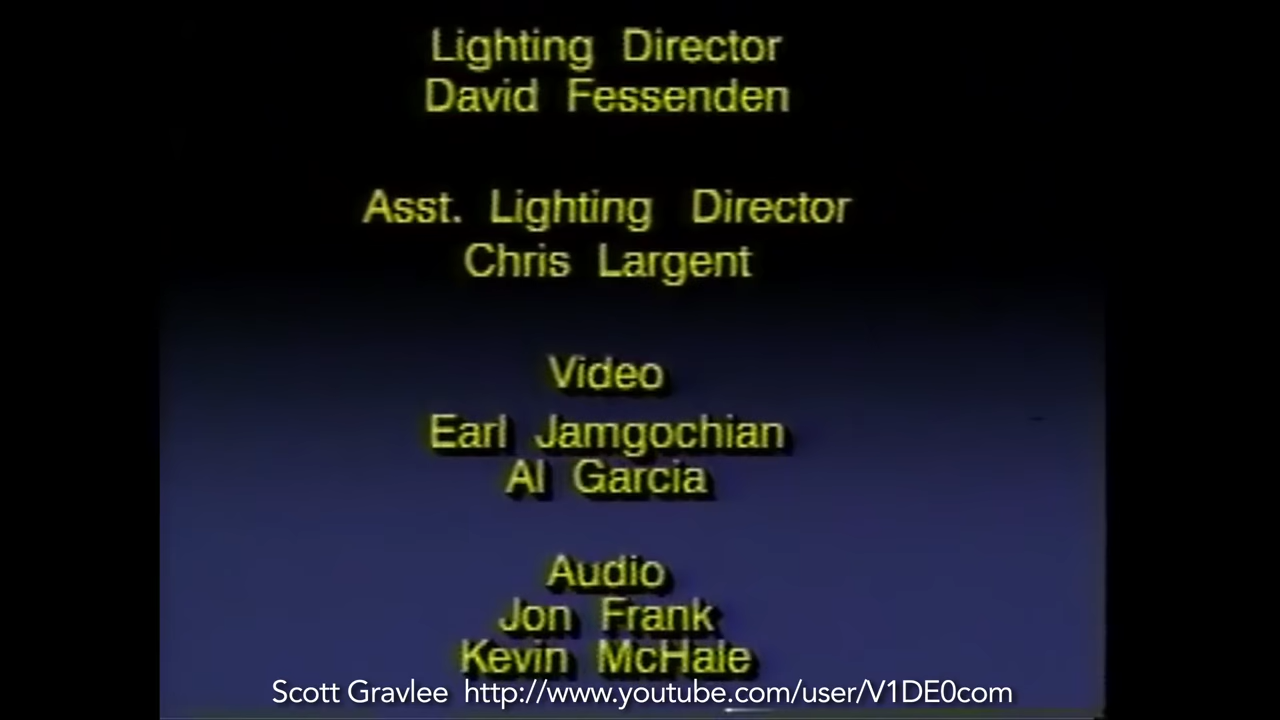 Lighting Director
David Fessenden
Asst. Lighting Director
Chris Largent
Video
Earl Jamgochian
Al Garcia
Audio
Jon Frank
Kevin McHale
Scott Gravlee http://www.youtube.com/user/V1DE0com